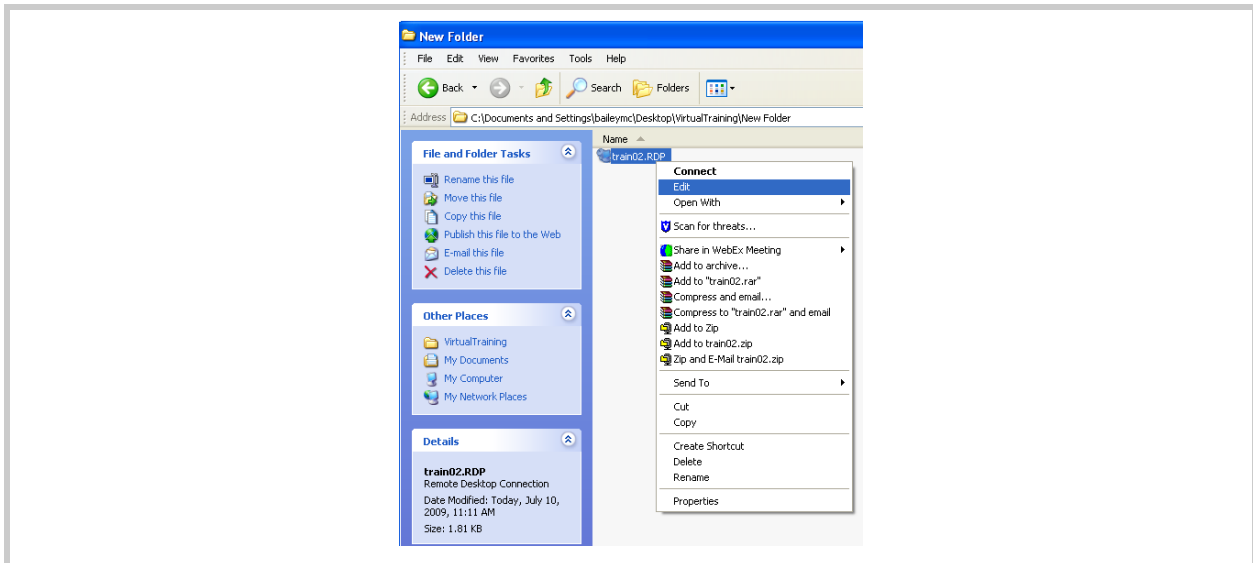 New Folder
File Edit View Favorites Tools Help
Back Search Folders
Address C:\Documents and Settings\baileymc\Desktop\VirtualTraining\New Folder
Name
train02.RDP
File and Folder Tasks
Rename this file
Move this file
Copy this file
Publish this file to the Web
E-mail this file
Delete this file
Other Places
VirtualTraining
My Documents
My Computer
My Network Places
Details
train02.RDP
Remote Desktop Connection
Date Modified: Today, July 10,
2009, 11:11 AM
Size: 1.81 KB
Connect
Edit
Open With
Scan for threats...
Share in WebEx Meeting
Add to archive...
Add to "train02.rar"
Compress and email...
Compress to "train02.rar" and email
Add to Zip
Add to train02.zip
Zip and E-Mail train02.zip
Send To
Cut
Copy
Create Shortcut
Delete
Rename
Properties